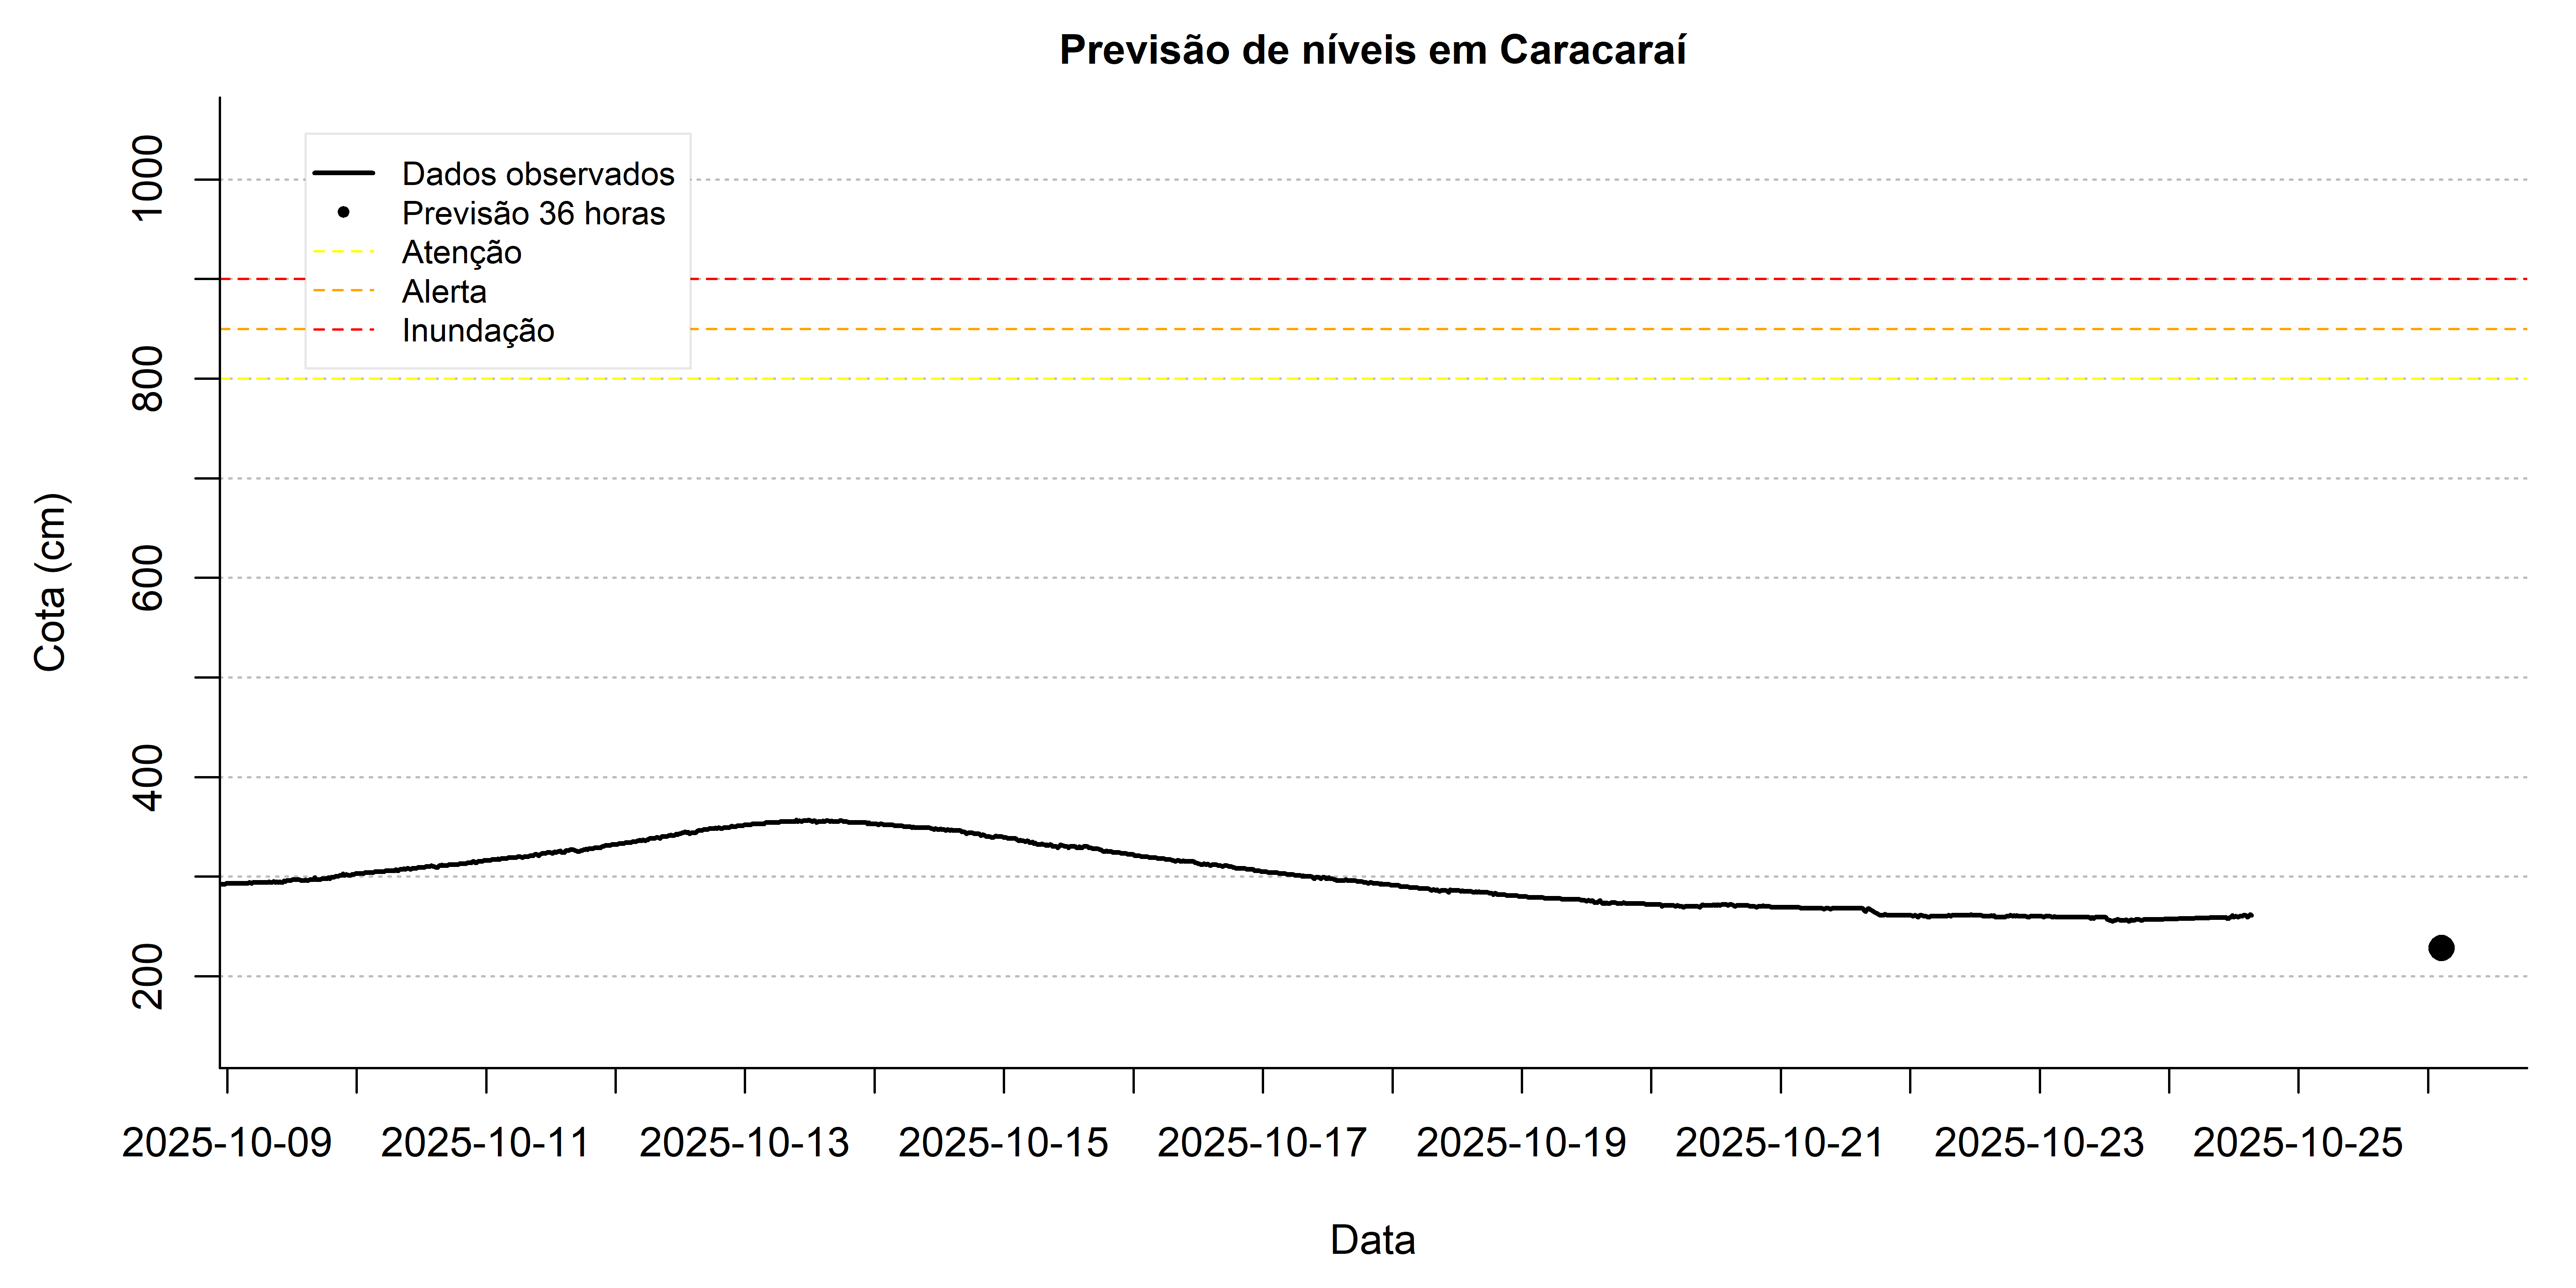 Previsão de níveis em Caracaraí
Dados observados
Previsão 36 horas
Atenção
Alerta
Inundação
Cota (cm)
1000
800
600
400
200
2025-10-09 2025-10-11 2025-10-13 2025-10-15 2025-10-17 2025-10-19 2025-10-21 2025-10-23 2025-10-25
Data